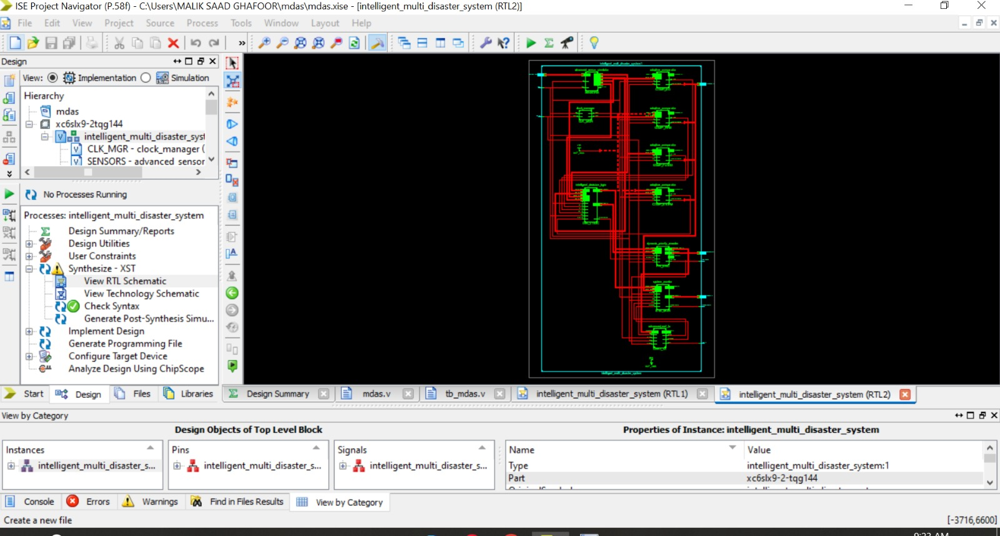 ISE Project Navigator (P.58f) - C:\Users\MALIK SAAD GHAFOOR\mdas\mdas.xise - [intelligent_multi_disaster_system (RTL2)]
File Edit View Project Source Process Tools Window Layout Help
Design
View: Implementation Simulation
Hierarchy
mdas
xc6slx9-2tqg144
intelligent_multi_disaster_syst
CLK_MGR - clock_manager (
SENSORS - advanced sensor
No Processes Running
Processes: intelligent_multi_disaster_system
Design Summary/Reports
Design Utilities
User Constraints
Synthesize - XST
View RTL Schematic
View Technology Schematic
Check Syntax
Generate Post-Synthesis Simu...
Implement Design
Generate Programming File
Configure Target Device
Analyze Design Using ChipScope
Start Design Files Libraries
intelligent_multi_disaster_system:1
intelligent_multi_disaster_system
Design Summary mdas.v tb_mdas.v intelligent_multi_disaster_system (RTL1) intelligent_multi_disaster_system (RTL2)
View by Category
Design Objects of Top Level Block
Properties of Instance: intelligent_multi_disaster_system
Instances Pins Signals Name Value
intelligent_multi_disaster_s... intelligent_multi_disaster_s... intelligent_multi_disaster_s... Type intelligent_multi_disaster_system:1
Part xc6slx9-2-tqg144
Console Errors Warnings Find in Files Results View by Category
Create a new file
[-3716,6600]